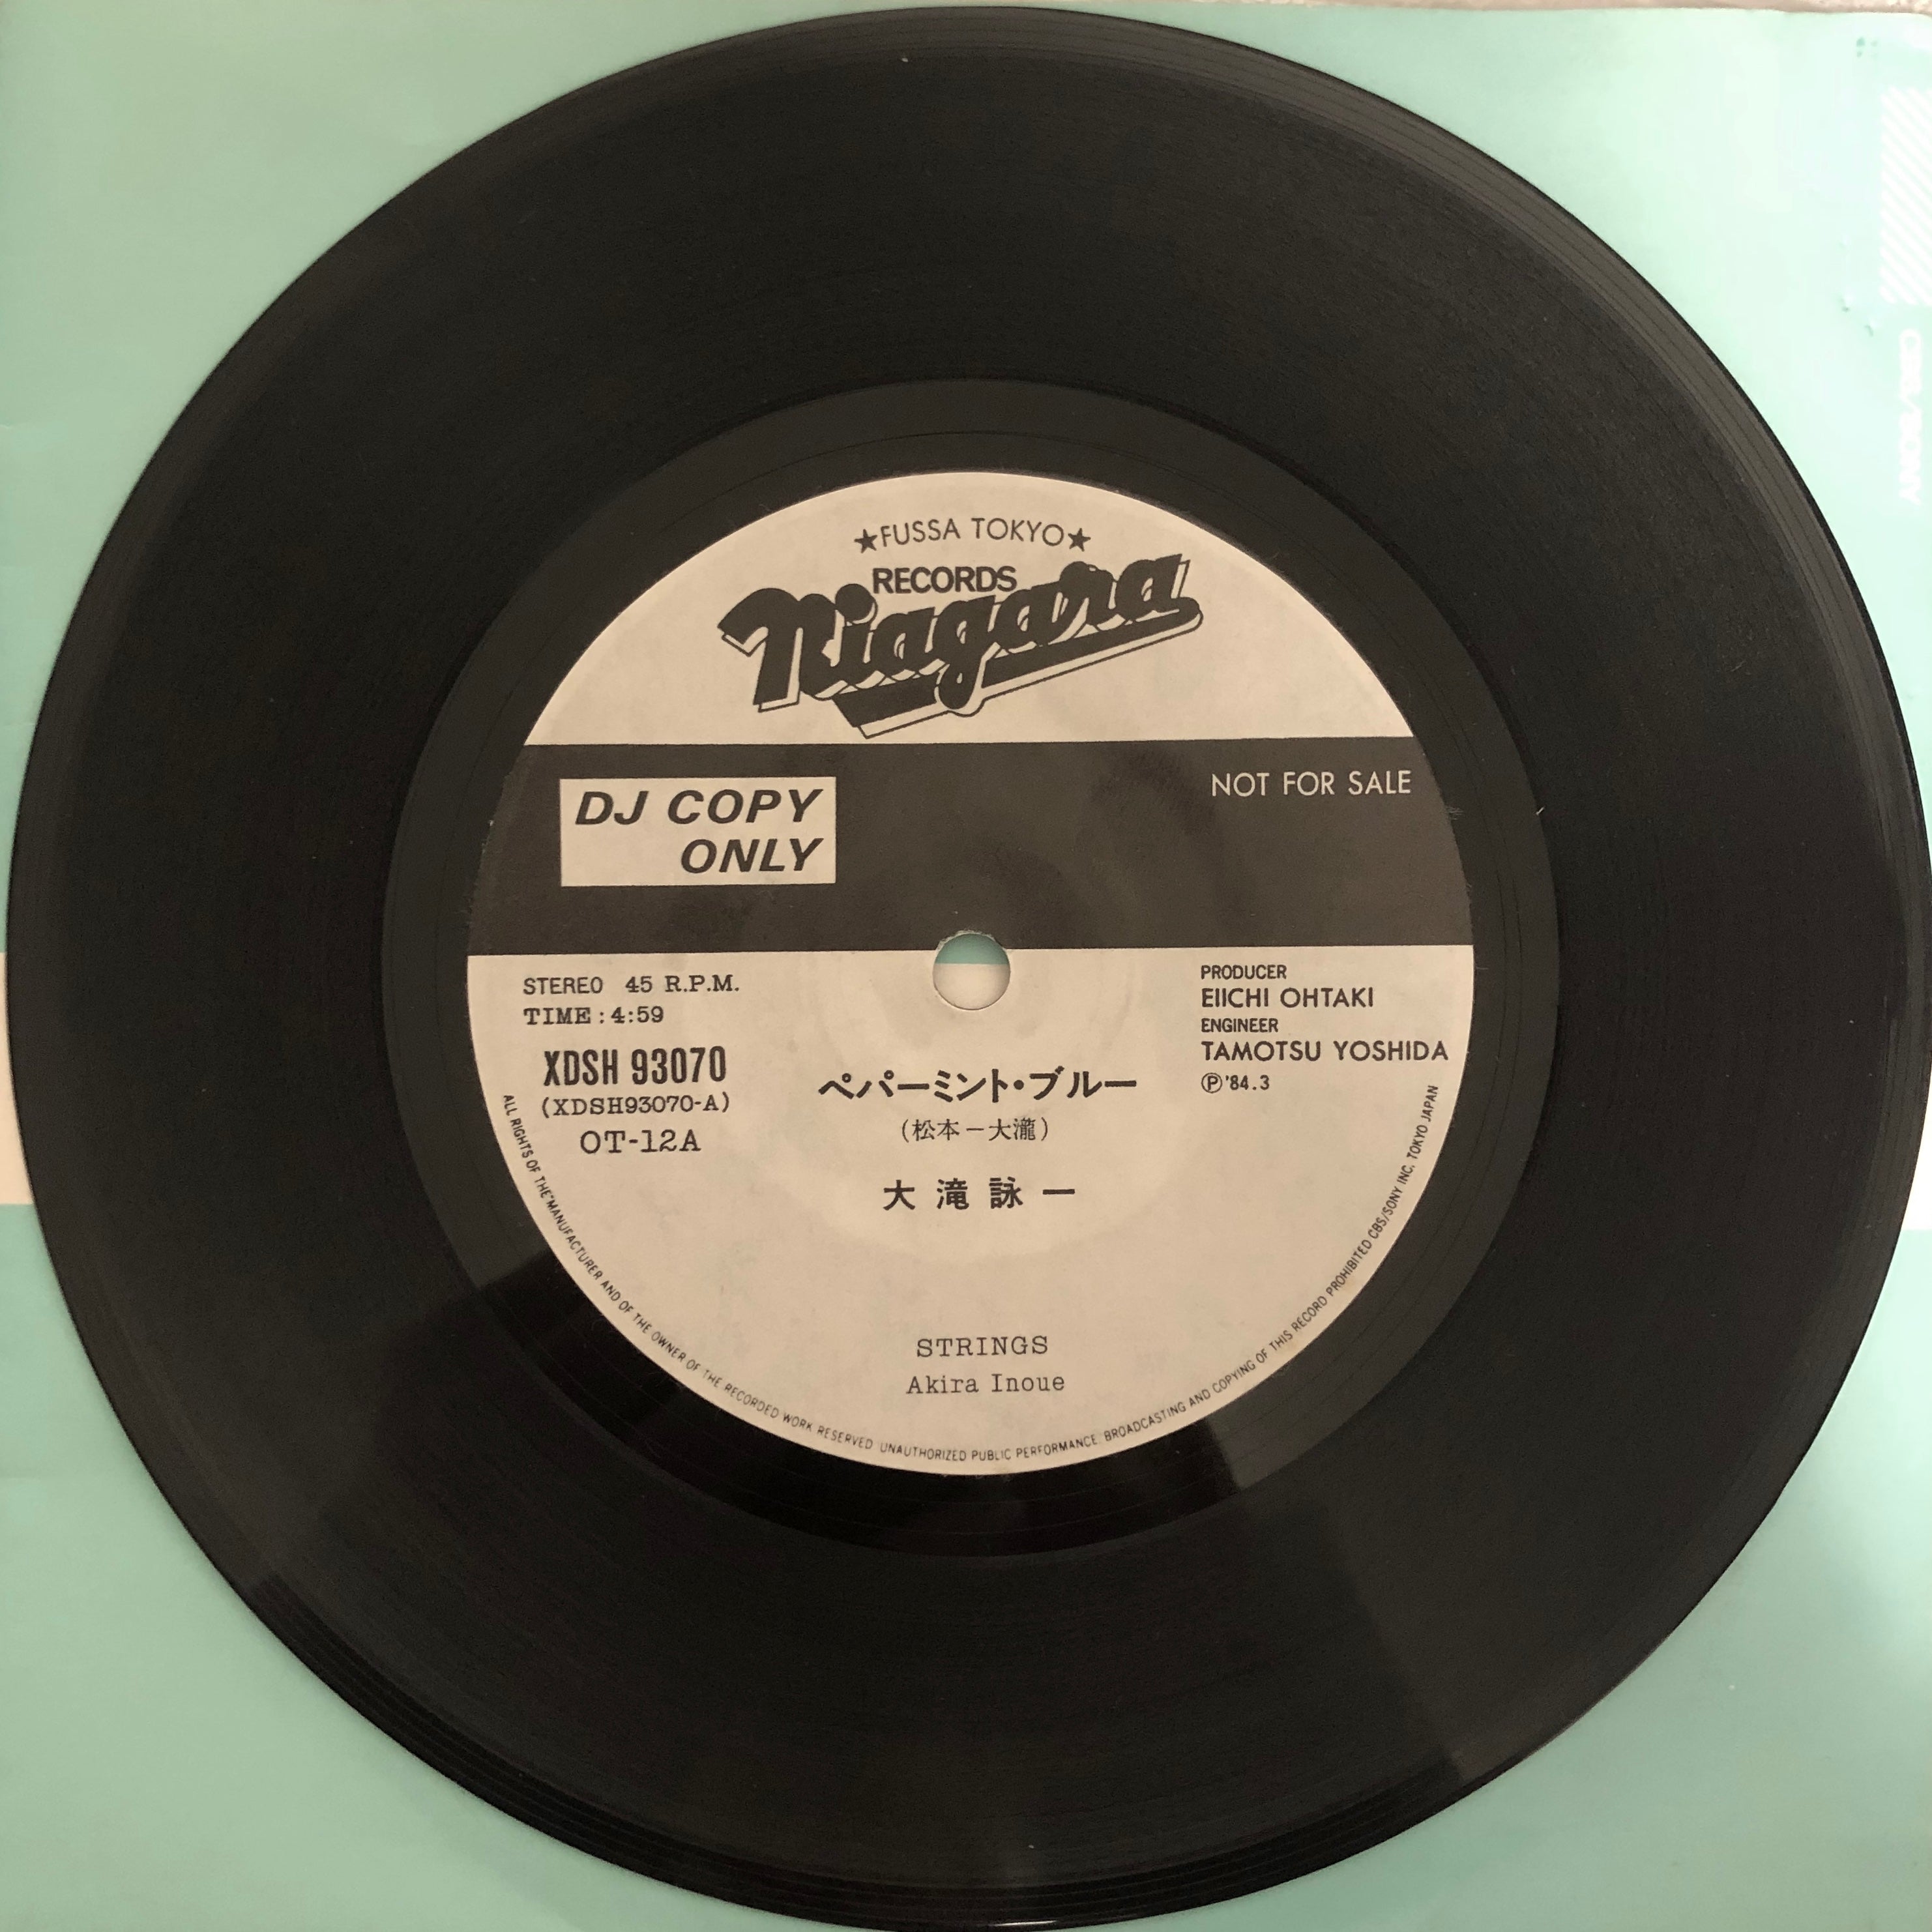 ★FUSSA TOKYO★
RECORDS
Niagara
DJ COPY
ONLY
NOT FOR SALE
STEREO 45 R.P.M.
TIME:4:59
XDSH 93070
(XDSH93070-A)
OT-12A
PRODUCER
EIICHI OHTAKI
ENGINEER
TAMOTSU YOSHIDA
Ⓟ'84.3
ペパーミント・ブルー
(松本－大瀧)
大滝詠一
STRINGS
Akira Inoue
ALL RIGHTS OF THE MANUFACTURER AND OF THE OWNER OF THE RECORDED WORK RESERVED UNAUTHORIZED PUBLIC PERFORMANCE. BROADCASTING AND COPYING OF THIS RECORD PROHIBITED CBS/SONY INC. TOKYO JAPAN
CBS/SONY